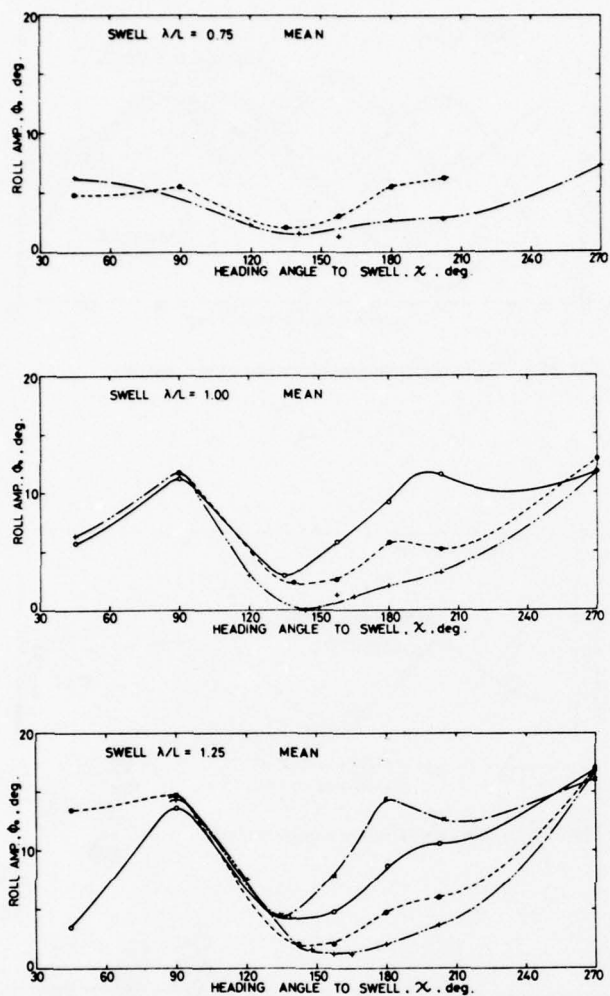 20
SWELL λ/L = 0.75 MEAN
ROLL AMP., Φₐ, deg.
10
0
30 60 90 120 150 180 210 240 270
HEADING ANGLE TO SWELL, χ, deg.
20
SWELL λ/L = 1.00 MEAN
ROLL AMP., Φₐ, deg.
10
0
30 60 90 120 150 180 210 240 270
HEADING ANGLE TO SWELL, χ, deg.
20
SWELL λ/L = 1.25 MEAN
ROLL AMP., Φₐ, deg.
10
0
30 60 90 120 150 180 210 240 270
HEADING ANGLE TO SWELL, χ, deg.